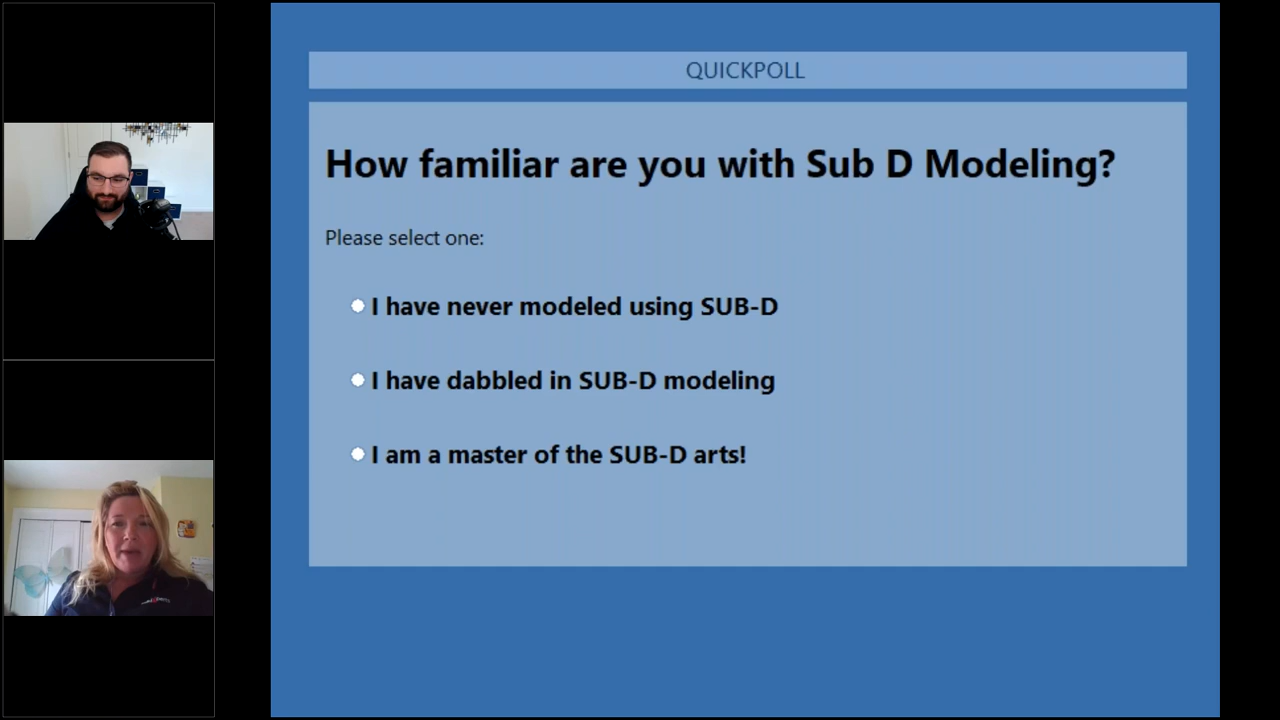 QUICKPOLL
How familiar are you with Sub D Modeling?
Please select one:
I have never modeled using SUB-D
I have dabbled in SUB-D modeling
I am a master of the SUB-D arts!